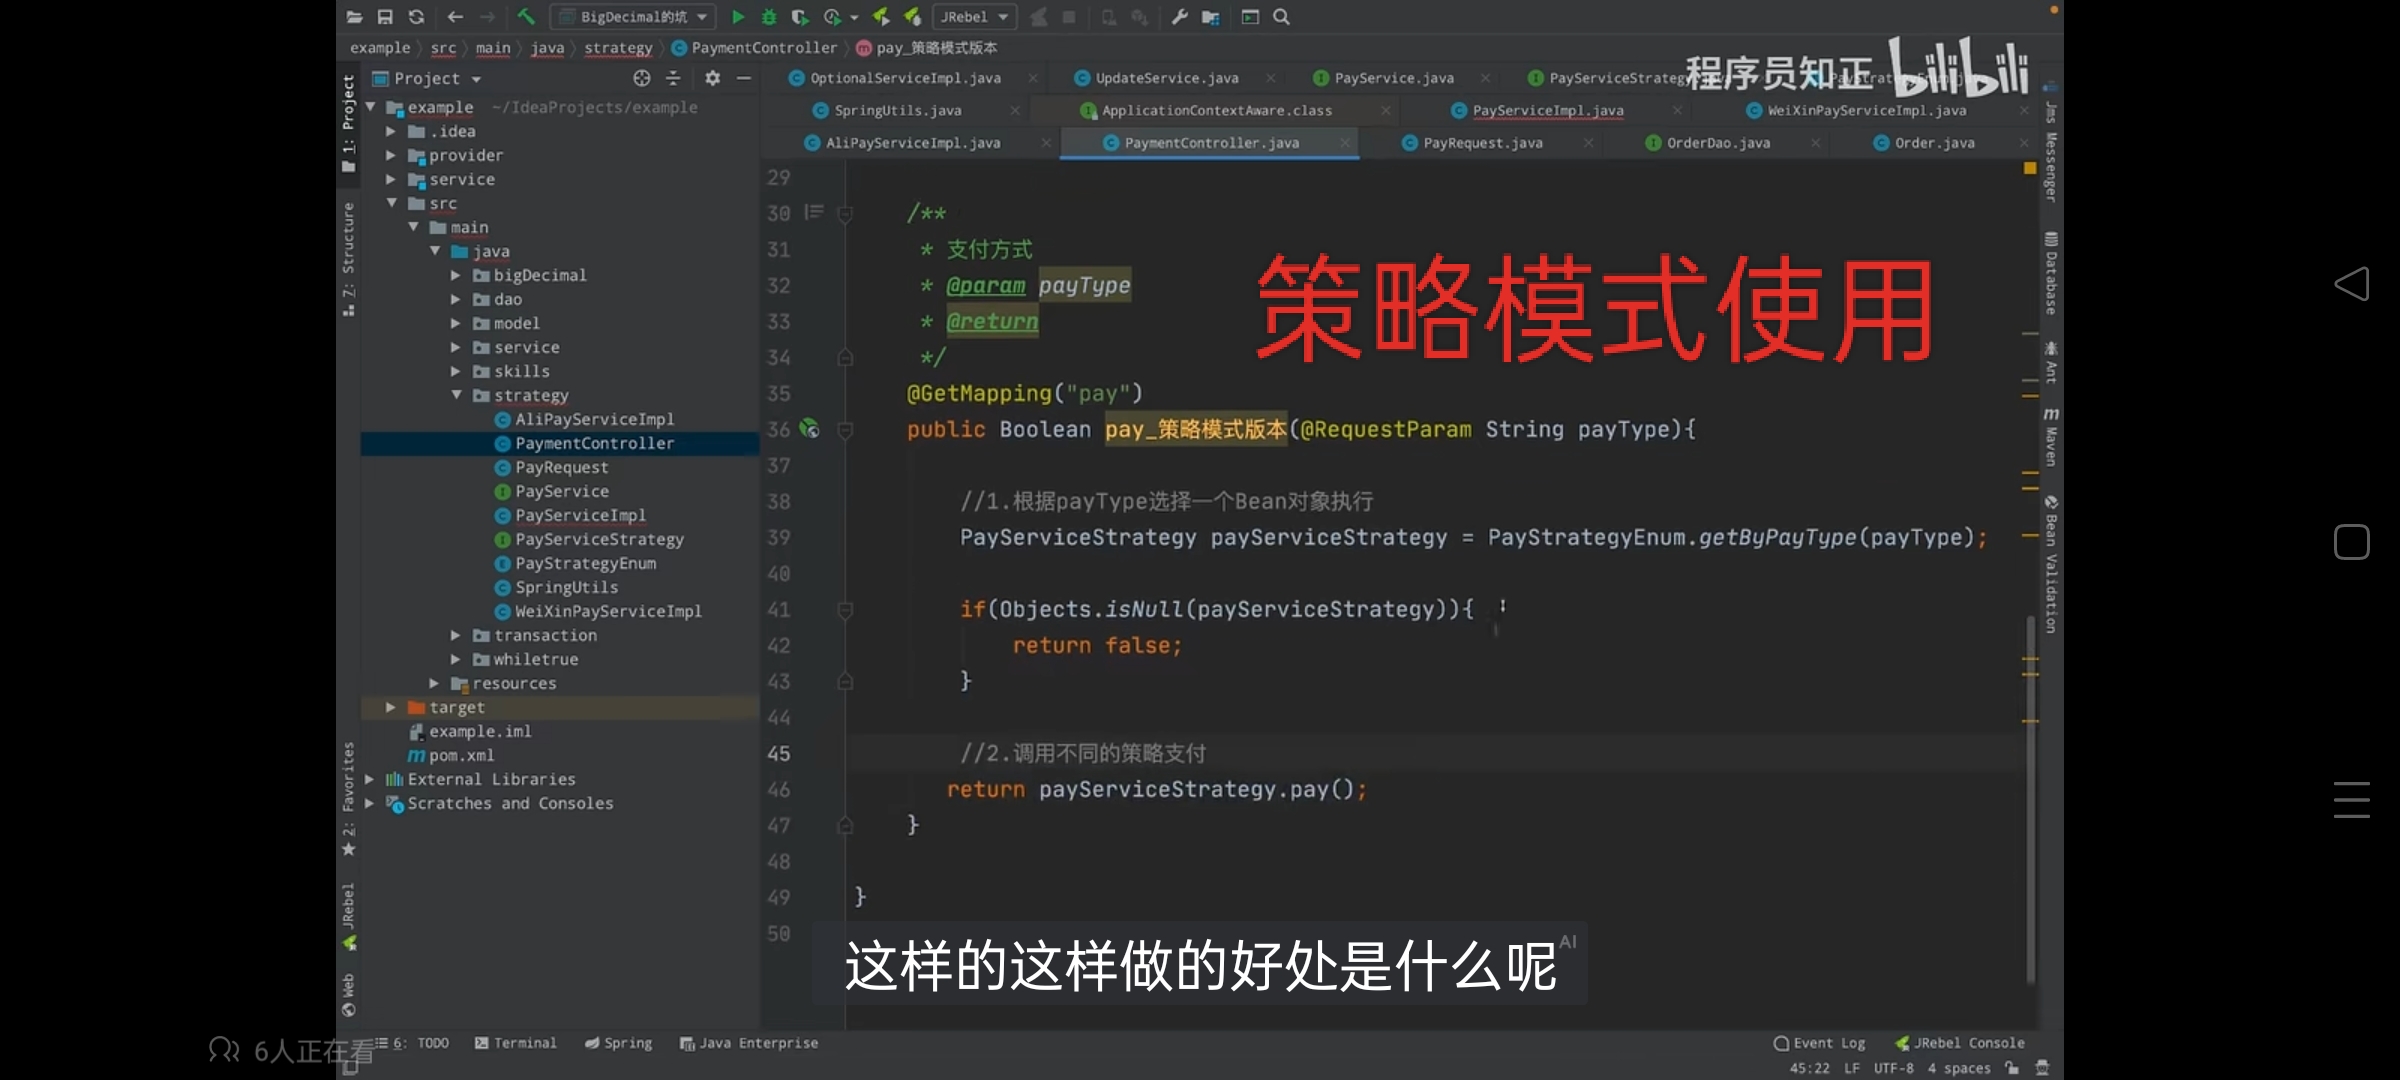 BigDecimal的坑
JRebel
example src main java strategy PaymentController pay_策略模式版本
程序员知正 bilibili
Project
OptionalServiceImpl.java UpdateService.java PayService.java PayServiceStrategy.java PayStrategyEnum.java
SpringUtils.java ApplicationContextAware.class PayServiceImpl.java WeiXinPayServiceImpl.java
AliPayServiceImpl.java PaymentController.java PayRequest.java OrderDao.java Order.java
1: Project
7: Structure
2: Favorites
JRebel
Web
example ~/IdeaProjects/example
.idea
provider
service
src
main
java
bigDecimal
dao
model
service
skills
strategy
AliPayServiceImpl
PaymentController
PayRequest
PayService
PayServiceImpl
PayServiceStrategy
PayStrategyEnum
SpringUtils
WeiXinPayServiceImpl
transaction
whiletrue
resources
target
example.iml
pom.xml
External Libraries
Scratches and Consoles
29
30 /**
31 * 支付方式
32 * @param payType
33 * @return
34 */
35 @GetMapping("pay")
36 public Boolean pay_策略模式版本(@RequestParam String payType){
37
38 //1.根据payType选择一个Bean对象执行
39 PayServiceStrategy payServiceStrategy = PayStrategyEnum.getByPayType(payType);
40
41 if(Objects.isNull(payServiceStrategy)){
42 return false;
43 }
44
45 //2.调用不同的策略支付
46 return payServiceStrategy.pay();
47 }
48
49 }
50
策略模式使用
Jms Messenger
Database
Ant
Maven
Bean Validation
这样的这样做的好处是什么呢
AI
6人正在看
6: TODO Terminal Spring Java Enterprise Event Log JRebel Console
45:22 LF UTF-8 4 spaces